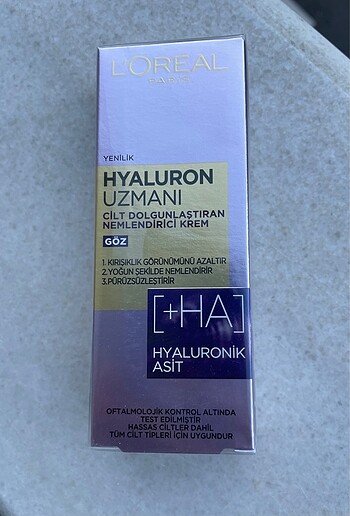 L'ORÉAL
PARIS
YENİLİK
HYALURON
UZMANI
CİLT DOLGUNLAŞTIRAN
NEMLENDİRİCİ KREM
GÖZ
1. KIRIŞIKLIK GÖRÜNÜMÜNÜ AZALTIR
2.YOĞUN ŞEKİLDE NEMLENDİRİR
3.PÜRÜZSÜZLEŞTİRİR
[+HA]
HYALURONİK
ASİT
OFTALMOLOJİK KONTROL ALTINDA
TEST EDİLMİŞTİR
HASSAS CİLTLER DAHİL
TÜM CİLT TİPLERİ İÇİN UYGUNDUR